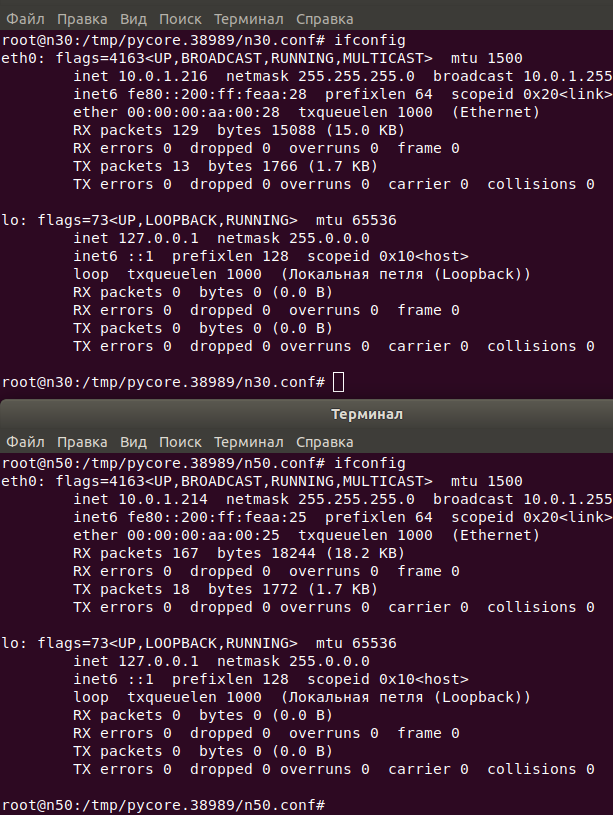 Файл Правка Вид Поиск Терминал Справка
root@n30:/tmp/pycore.38989/n30.conf# ifconfig
eth0: flags=4163<UP,BROADCAST,RUNNING,MULTICAST>  mtu 1500
        inet 10.0.1.216  netmask 255.255.255.0  broadcast 10.0.1.255
        inet6 fe80::200:ff:feaa:28  prefixlen 64  scopeid 0x20<link>
        ether 00:00:00:aa:00:28  txqueuelen 1000  (Ethernet)
        RX packets 129  bytes 15088 (15.0 KB)
        RX errors 0  dropped 0  overruns 0  frame 0
        TX packets 13  bytes 1766 (1.7 KB)
        TX errors 0  dropped 0 overruns 0  carrier 0  collisions 0
lo: flags=73<UP,LOOPBACK,RUNNING>  mtu 65536
        inet 127.0.0.1  netmask 255.0.0.0
        inet6 ::1  prefixlen 128  scopeid 0x10<host>
        loop  txqueuelen 1000  (Локальная петля (Loopback))
        RX packets 0  bytes 0 (0.0 B)
        RX errors 0  dropped 0  overruns 0  frame 0
        TX packets 0  bytes 0 (0.0 B)
        TX errors 0  dropped 0 overruns 0  carrier 0  collisions 0
root@n30:/tmp/pycore.38989/n30.conf#
Терминал
Файл Правка Вид Поиск Терминал Справка
root@n50:/tmp/pycore.38989/n50.conf# ifconfig
eth0: flags=4163<UP,BROADCAST,RUNNING,MULTICAST>  mtu 1500
        inet 10.0.1.214  netmask 255.255.255.0  broadcast 10.0.1.255
        inet6 fe80::200:ff:feaa:25  prefixlen 64  scopeid 0x20<link>
        ether 00:00:00:aa:00:25  txqueuelen 1000  (Ethernet)
        RX packets 167  bytes 18244 (18.2 KB)
        RX errors 0  dropped 0  overruns 0  frame 0
        TX packets 18  bytes 1772 (1.7 KB)
        TX errors 0  dropped 0 overruns 0  carrier 0  collisions 0
lo: flags=73<UP,LOOPBACK,RUNNING>  mtu 65536
        inet 127.0.0.1  netmask 255.0.0.0
        inet6 ::1  prefixlen 128  scopeid 0x10<host>
        loop  txqueuelen 1000  (Локальная петля (Loopback))
        RX packets 0  bytes 0 (0.0 B)
        RX errors 0  dropped 0  overruns 0  frame 0
        TX packets 0  bytes 0 (0.0 B)
        TX errors 0  dropped 0 overruns 0  carrier 0  collisions 0
root@n50:/tmp/pycore.38989/n50.conf#